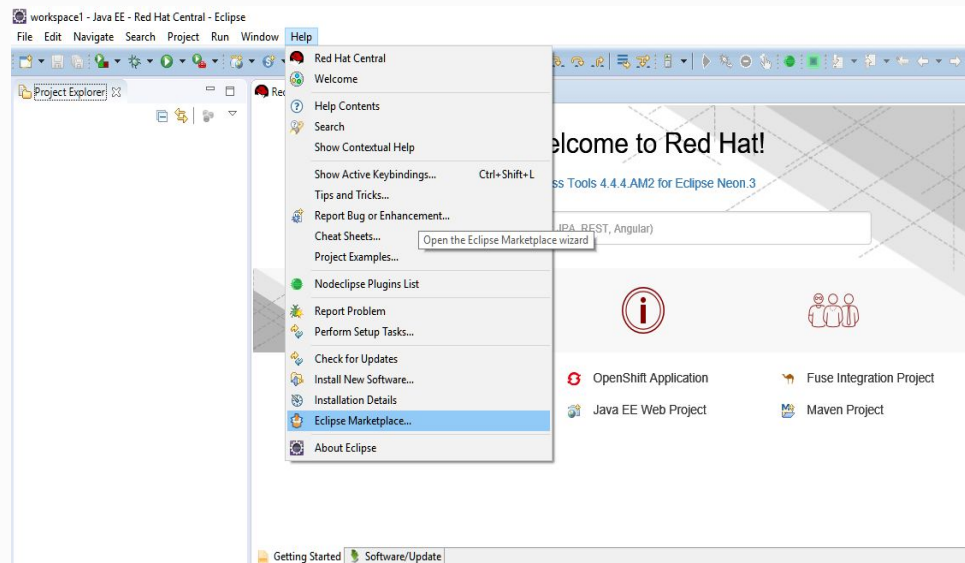 workspace1 - Java EE - Red Hat Central - Eclipse
File Edit Navigate Search Project Run Window Help
Project Explorer
Red Hat Central
Welcome
Help Contents
Search
Show Contextual Help
Show Active Keybindings... Ctrl+Shift+L
Tips and Tricks...
Report Bug or Enhancement...
Cheat Sheets...
Project Examples...
Nodeclipse Plugins List
Report Problem
Perform Setup Tasks...
Check for Updates
Install New Software...
Installation Details
Eclipse Marketplace...
About Eclipse
Open the Eclipse Marketplace wizard
Rec
elcome to Red Hat!
ss Tools 4.4.4.AM2 for Eclipse Neon.3
JPA, REST, Angular)
OpenShift Application
Fuse Integration Project
Java EE Web Project
Maven Project
Getting Started
Software/Update